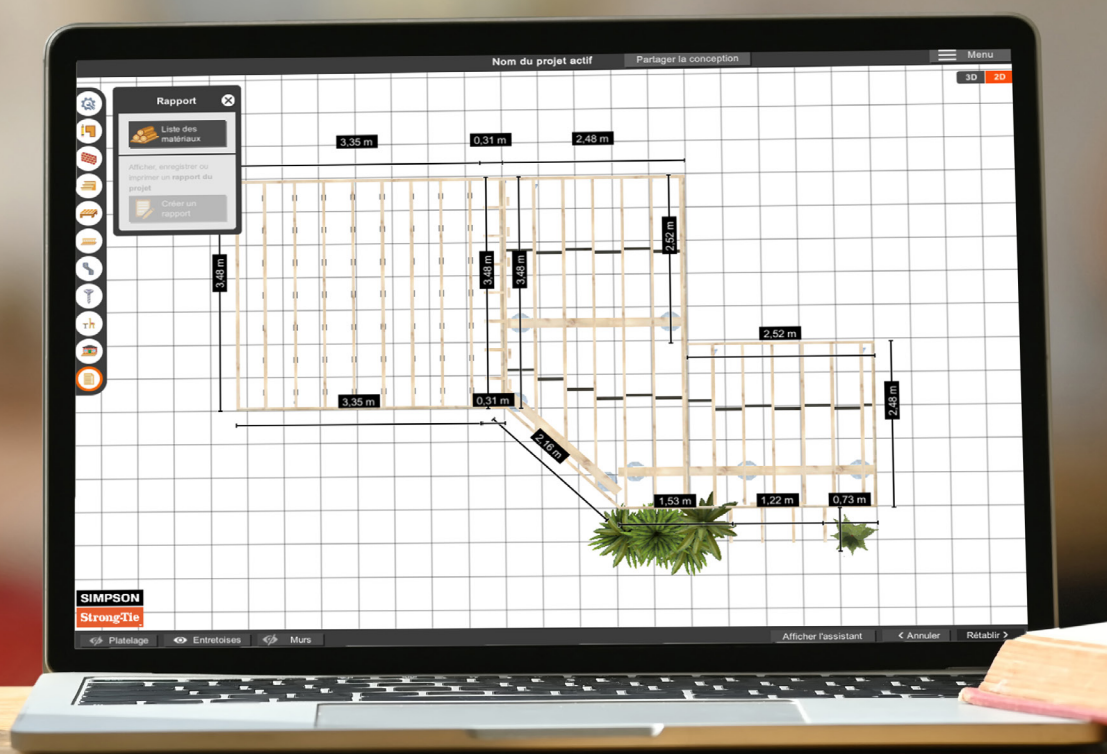 Nom du projet actif
Partager la conception
Menu
3D
2D
Rapport
Liste des
matériaux
Afficher, enregistrer ou
imprimer un rapport du
projet
Créer un
rapport
3,35 m
0,31 m
2,48 m
3,48 m
3,48 m
3,48 m
2,52 m
2,52 m
2,48 m
3,35 m
0,31 m
2,16 m
1,53 m
1,22 m
0,73 m
SIMPSON
Strong-Tie
Platelage
Entretoises
Murs
Afficher l'assistant
Annuler
Rétablir